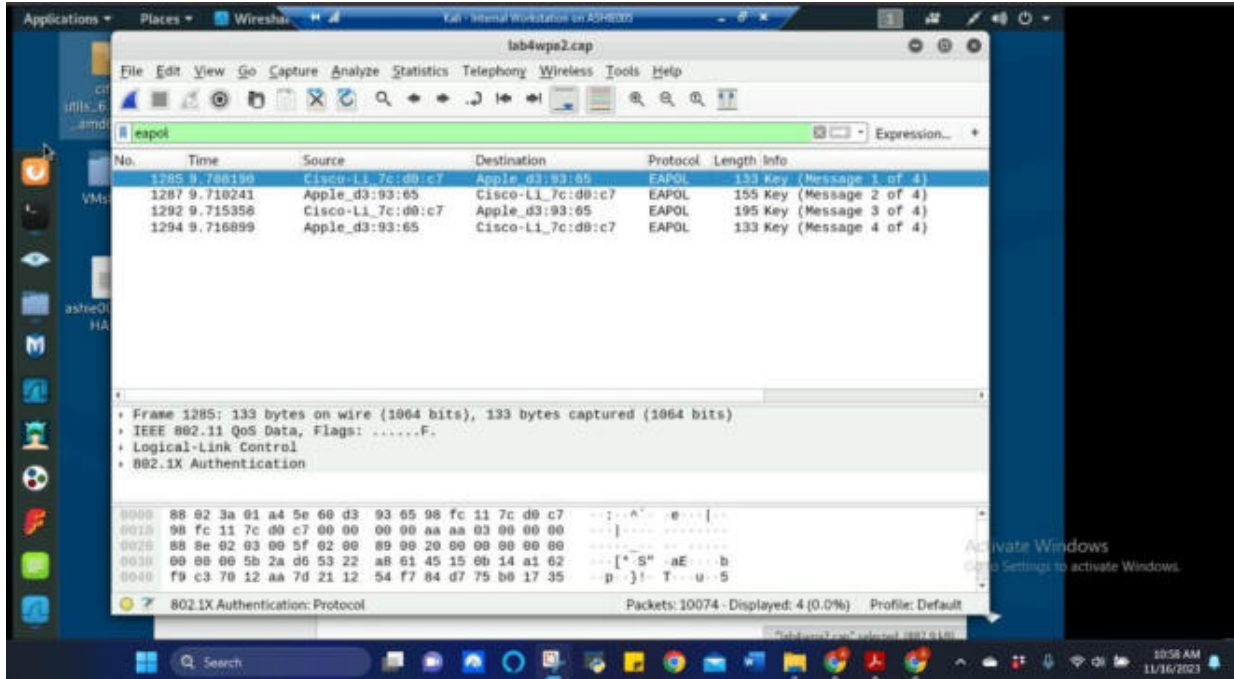 Applications ▾ Places ▾ Kali - Internal Workstation on ASHIE005
lab4wpa2.cap
File Edit View Go Capture Analyze Statistics Telephony Wireless Tools Help
eapol
Expression... +
No. Time Source Destination Protocol Length Info
1285 9.708190 Cisco-Li_7c:d0:c7 Apple_d3:93:65 EAPOL 133 Key (Message 1 of 4)
1287 9.710241 Apple_d3:93:65 Cisco-Li_7c:d0:c7 EAPOL 155 Key (Message 2 of 4)
1292 9.715358 Cisco-Li_7c:d0:c7 Apple_d3:93:65 EAPOL 195 Key (Message 3 of 4)
1294 9.716899 Apple_d3:93:65 Cisco-Li_7c:d0:c7 EAPOL 133 Key (Message 4 of 4)
Frame 1285: 133 bytes on wire (1064 bits), 133 bytes captured (1064 bits)
IEEE 802.11 QoS Data, Flags: ......F.
Logical-Link Control
802.1X Authentication
0000 88 02 3a 01 a4 5e 60 d3 93 65 98 fc 11 7c d0 c7
0010 98 fc 11 7c d0 c7 00 00 00 00 aa aa 03 00 00 00
0020 88 8e 02 03 00 5f 02 00 89 00 20 00 00 00 00 00
0030 00 00 00 5b 2a d6 53 22 a8 61 45 15 0b 14 a1 62
0040 f9 c3 70 12 aa 7d 21 12 54 f7 84 d7 75 b0 17 35
802.1X Authentication: Protocol Packets: 10074 · Displayed: 4 (0.0%) Profile: Default
Activate Windows
Go to Settings to activate Windows.
Search
10:58 AM
11/16/2023